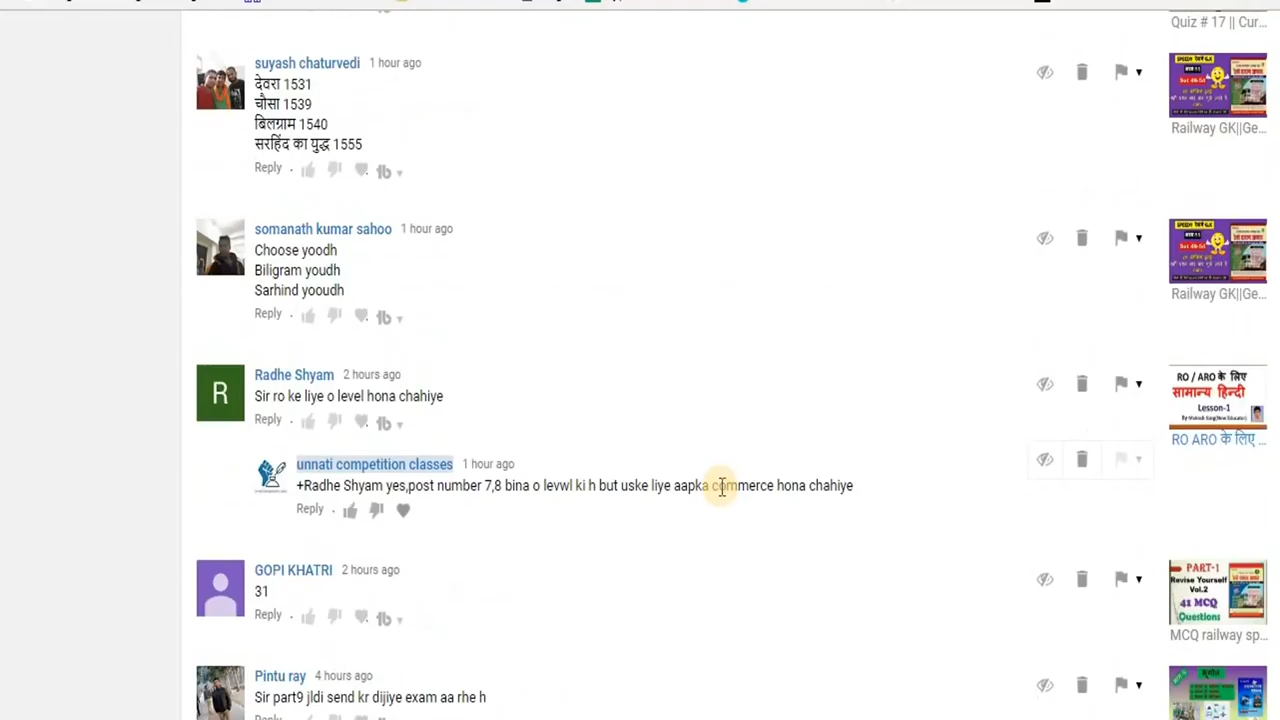 Quiz # 17 || Cur...
suyash chaturvedi 1 hour ago
देवरा 1531
चौसा 1539
बिलग्राम 1540
सरहिंद का युद्ध 1555
Reply
Railway GK||Ge...
somanath kumar sahoo 1 hour ago
Choose yoodh
Biligram youdh
Sarhind yooudh
Reply
Railway GK||Ge...
Radhe Shyam 2 hours ago
R
Sir ro ke liye o level hona chahiye
Reply
RO / ARO के लिए
सामान्य हिन्दी
Lesson-1
RO ARO के लिए ...
unnati competition classes 1 hour ago
+Radhe Shyam yes,post number 7,8 bina o levwl ki h but uske liye aapka commerce hona chahiye
Reply
GOPI KHATRI 2 hours ago
31
Reply
PART-1
Revise Yourself
Vol.2
41 MCQ
Questions
MCQ railway sp...
Pintu ray 4 hours ago
Sir part9 jldi send kr dijiye exam aa rhe h
Reply